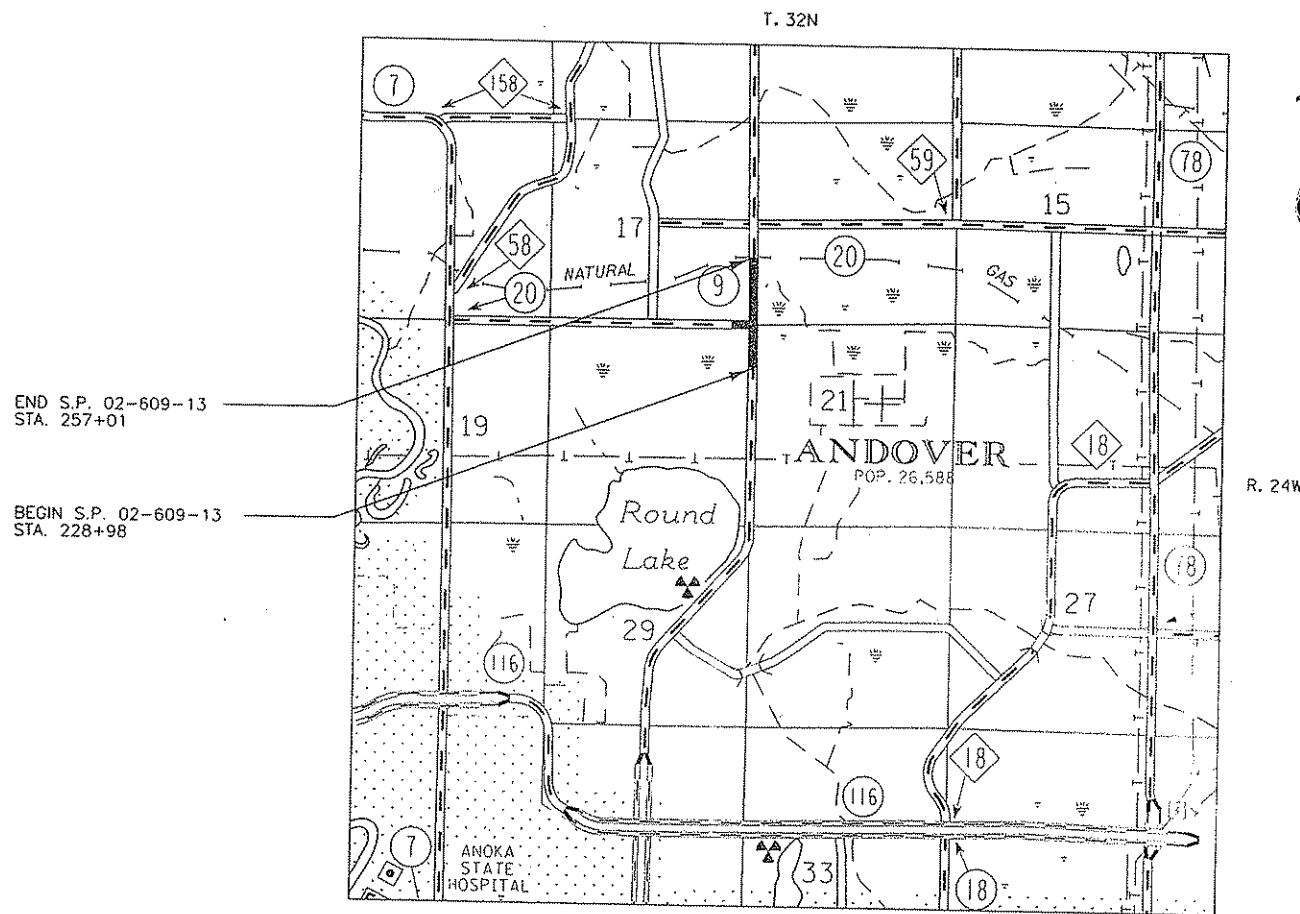 T. 32N
7
158
59
78
15
17
58
20
NATURAL
9
20
GAS
END S.P. 02-609-13
STA. 257+01
19
21
18
ANDOVER
POP. 26,588
R. 24W
BEGIN S.P. 02-609-13
STA. 228+98
Round
Lake
18
27
29
116
18
116
7
ANOKA
STATE
HOSPITAL
33
18